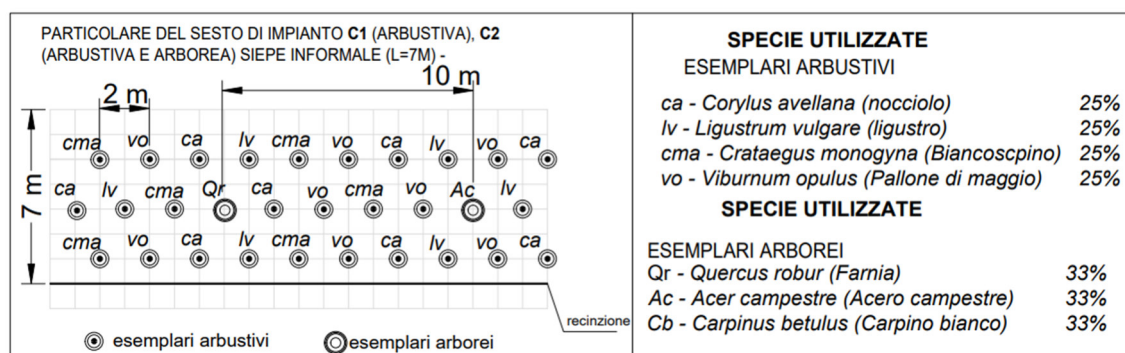 PARTICOLARE DEL SESTO DI IMPIANTO C1 (ARBUSTIVA), C2
(ARBUSTIVA E ARBOREA) SIEPE INFORMALE (L=7M) -
10 m
2 m
7 m
cma vo ca lv cma vo ca lv vo ca
ca lv cma Qr ca vo cma vo Ac lv
cma vo ca lv cma vo ca lv vo ca
recinzione
esemplari arbustivi esemplari arborei
SPECIE UTILIZZATE
ESEMPLARI ARBUSTIVI
ca - Corylus avellana (nocciolo) 25%
lv - Ligustrum vulgare (ligustro) 25%
cma - Crataegus monogyna (Biancoscpino) 25%
vo - Viburnum opulus (Pallone di maggio) 25%
SPECIE UTILIZZATE
ESEMPLARI ARBOREI
Qr - Quercus robur (Farnia) 33%
Ac - Acer campestre (Acero campestre) 33%
Cb - Carpinus betulus (Carpino bianco) 33%